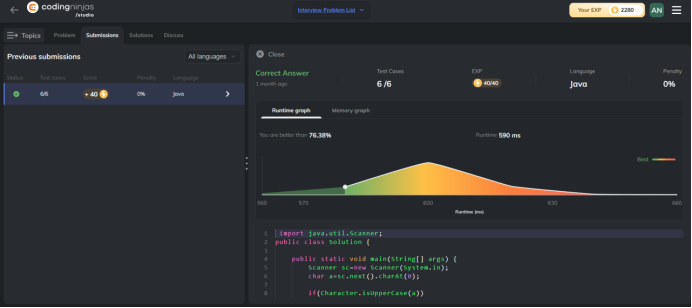 codingninjas
/studio
Interview Problem List
Your EXP 2280
AN
Topics
Problem Submissions Solutions Discuss
Previous submissions
All languages
Status Test cases Score Penalty Language
6/6 + 40 0% Java
Close
Correct Answer
1 month ago
Test Cases
6 /6
EXP
40/40
Language
Java
Penalty
0%
Runtime graph Memory graph
You are better than 76.38%
Runtime 590 ms
Best
560 570 600 630 660
Runtime (ms)
1 import java.util.Scanner;
2 public class Solution {
3
4 public static void main(String[] args) {
5 Scanner sc=new Scanner(System.in);
6 char a=sc.next().charAt(0);
7
8 if(Character.isUpperCase(a))